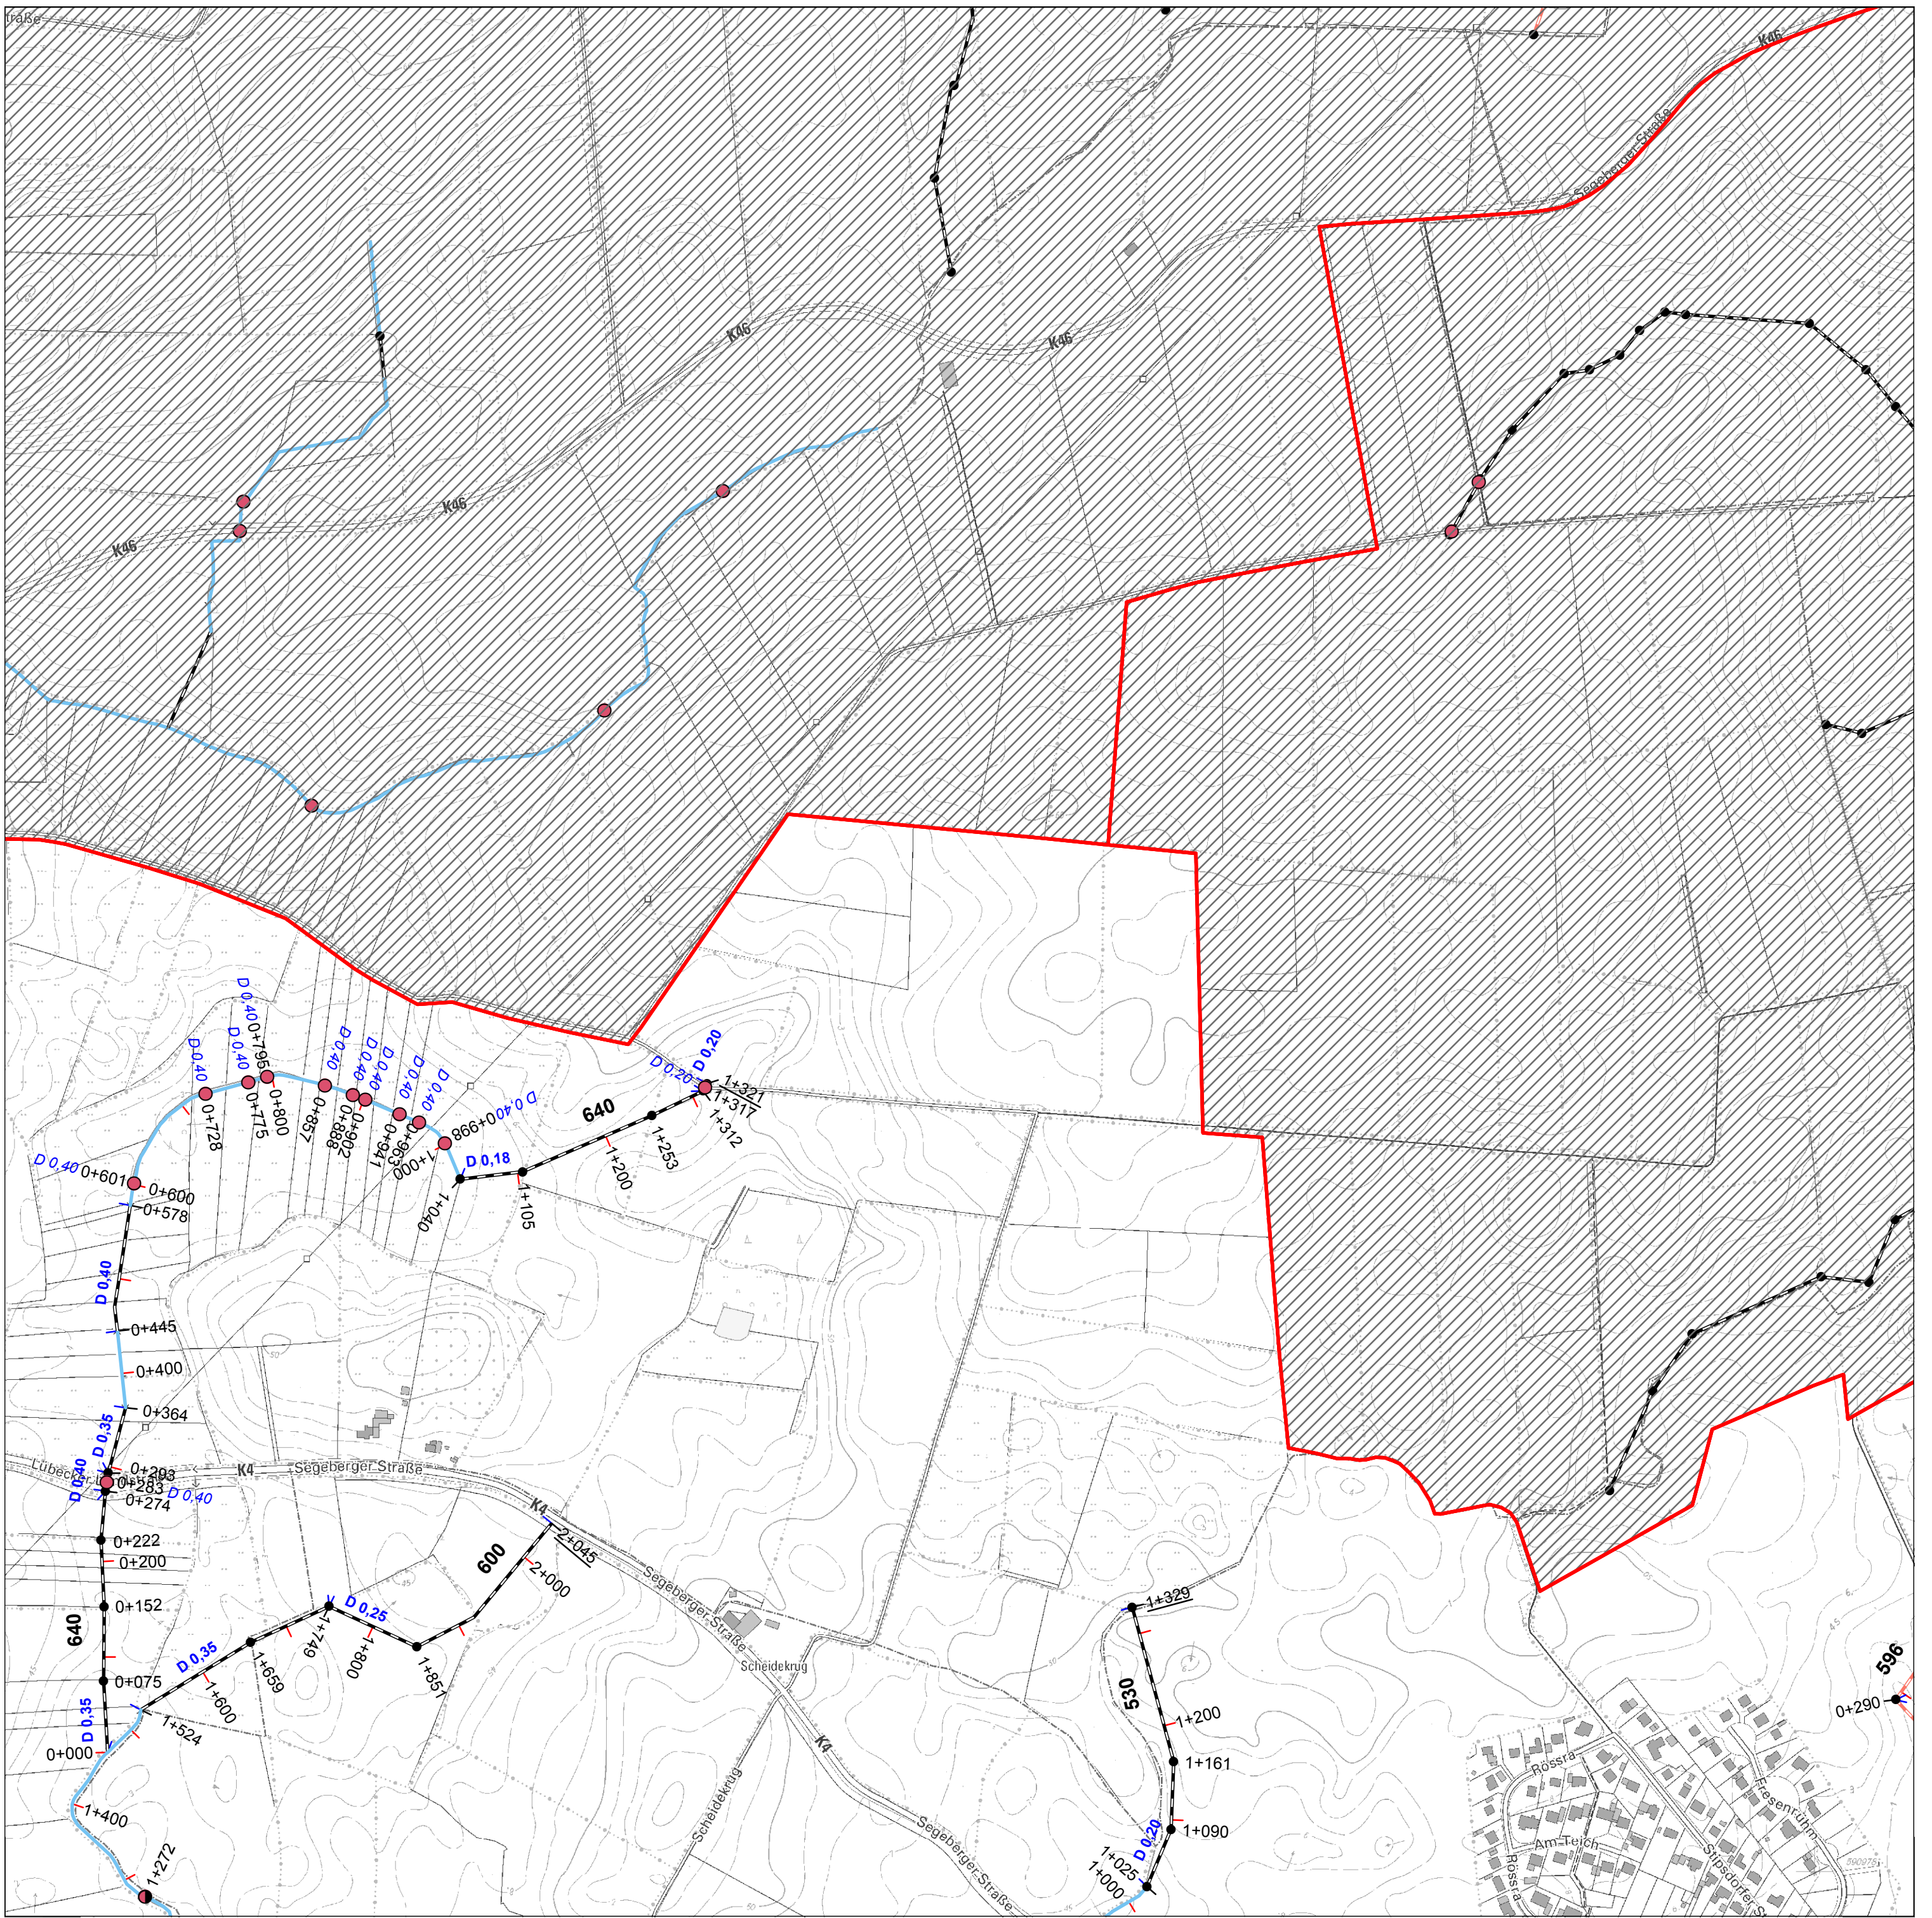 raße
K46
Segeberger Straße
K46
K46
K46
K46
D 0,40
D 0,40
D 0,40
0+795
D 0,40
D 0,40
D 0,40
D 0,40
D 0,40
D 0,20
D 0,20
1+321
1+317
1+312
0+728
0+775
0+800
0+857
0+888
0+902
0+941
0+963
0+998
D 0,40
1+000
640
1+253
1+200
D 0,18
1+105
1+040
D 0,40
0+601
0+600
0+578
D 0,40
0+445
0+400
0+364
D 0,35
0+293
0+283
0+274
D 0,40
D 0,40
K4
Segeberger Straße
K4
0+222
0+200
0+152
640
0+075
D 0,35
0+000
600
2+045
2+000
D 0,25
1+749
1+800
1+851
D 0,35
1+659
1+600
1+524
1+400
1+272
Segeberger Straße
Scheidekrug
K4
Scheidekrug
Segeberger Straße
1+329
530
1+200
1+161
1+090
D 0,20
1+025
1+000
596
0+290
Rössra
Am Teich
Rössra
Fresenrühm
Stipsdorfer St